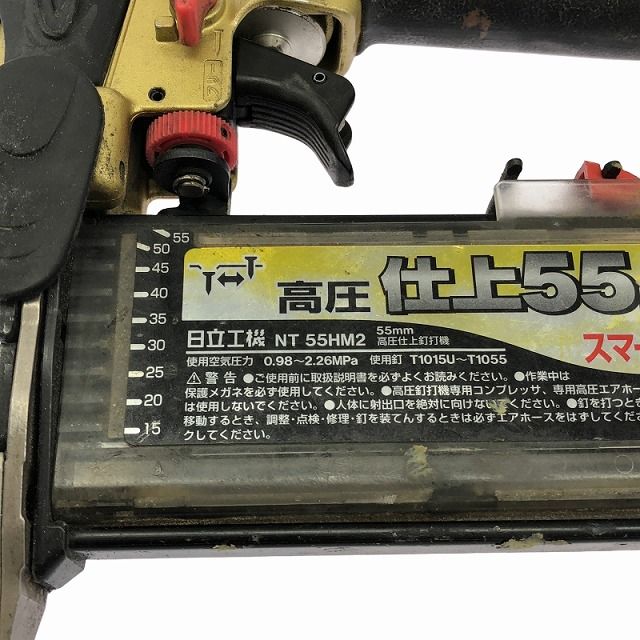 55
50
45
40
35
30
25
20
15
高圧 仕上55
スマ
日立工機 NT 55HM2 55mm
高圧仕上釘打機
使用空気圧力 0.98～2.26MPa 使用釘 T1015U～T1055
⚠警告 ●ご使用前に取扱説明書を必ずよくお読みください。●作業中は
保護メガネを必ず使用してください。●高圧釘打機専用コンプレッサ、専用高圧エアホー
は使用しないでください。●人体に射出口を絶対に向けないでください。●釘を打つとき
移動するとき、調整・点検・修理・釘を装てんするときは必ずエアホースをはずしてくださ
クしてください。